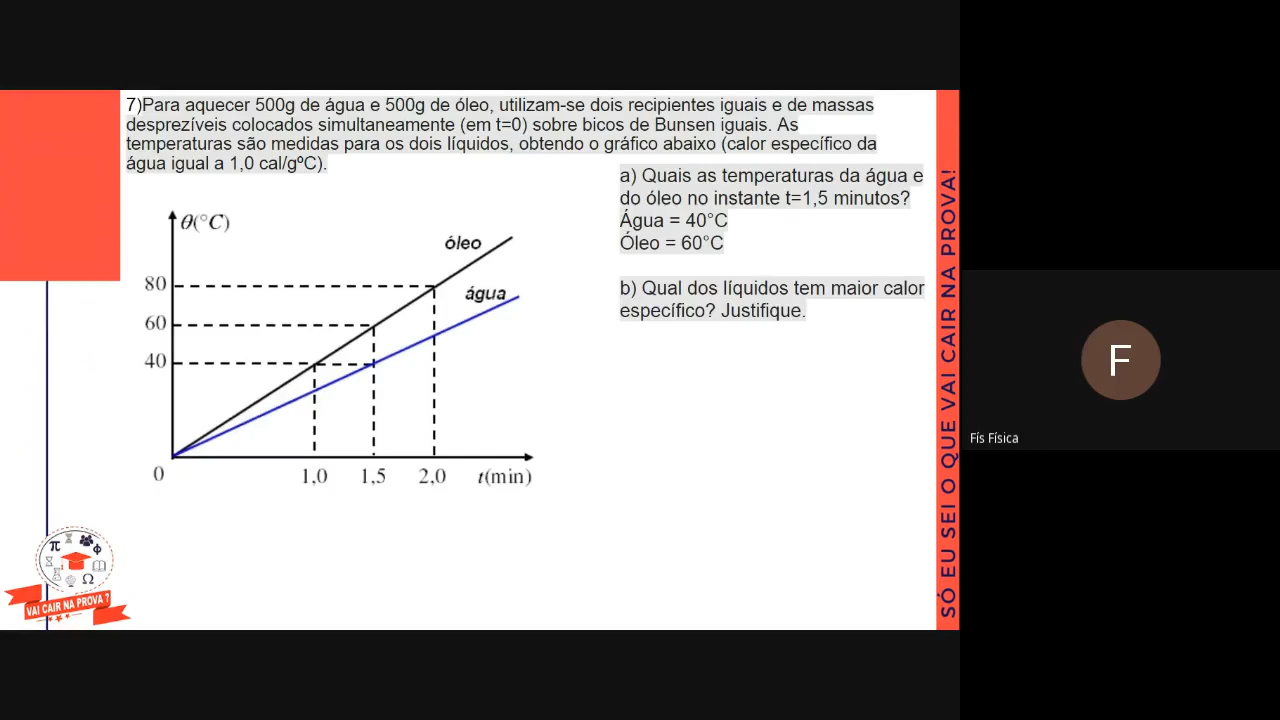 7)Para aquecer 500g de água e 500g de óleo, utilizam-se dois recipientes iguais e de massas
desprezíveis colocados simultaneamente (em t=0) sobre bicos de Bunsen iguais. As
temperaturas são medidas para os dois líquidos, obtendo o gráfico abaixo (calor específico da
água igual a 1,0 cal/gºC).
a) Quais as temperaturas da água e
do óleo no instante t=1,5 minutos?
Água = 40°C
Óleo = 60°C
b) Qual dos líquidos tem maior calor
específico? Justifique.
θ(°C)
óleo
água
80
60
40
0
1,0
1,5
2,0
t(min)
π
Φ
Ω
VAI CAIR NA PROVA ?
SÓ EU SEI O QUE VAI CAIR NA PROVA!
F
Fís Física